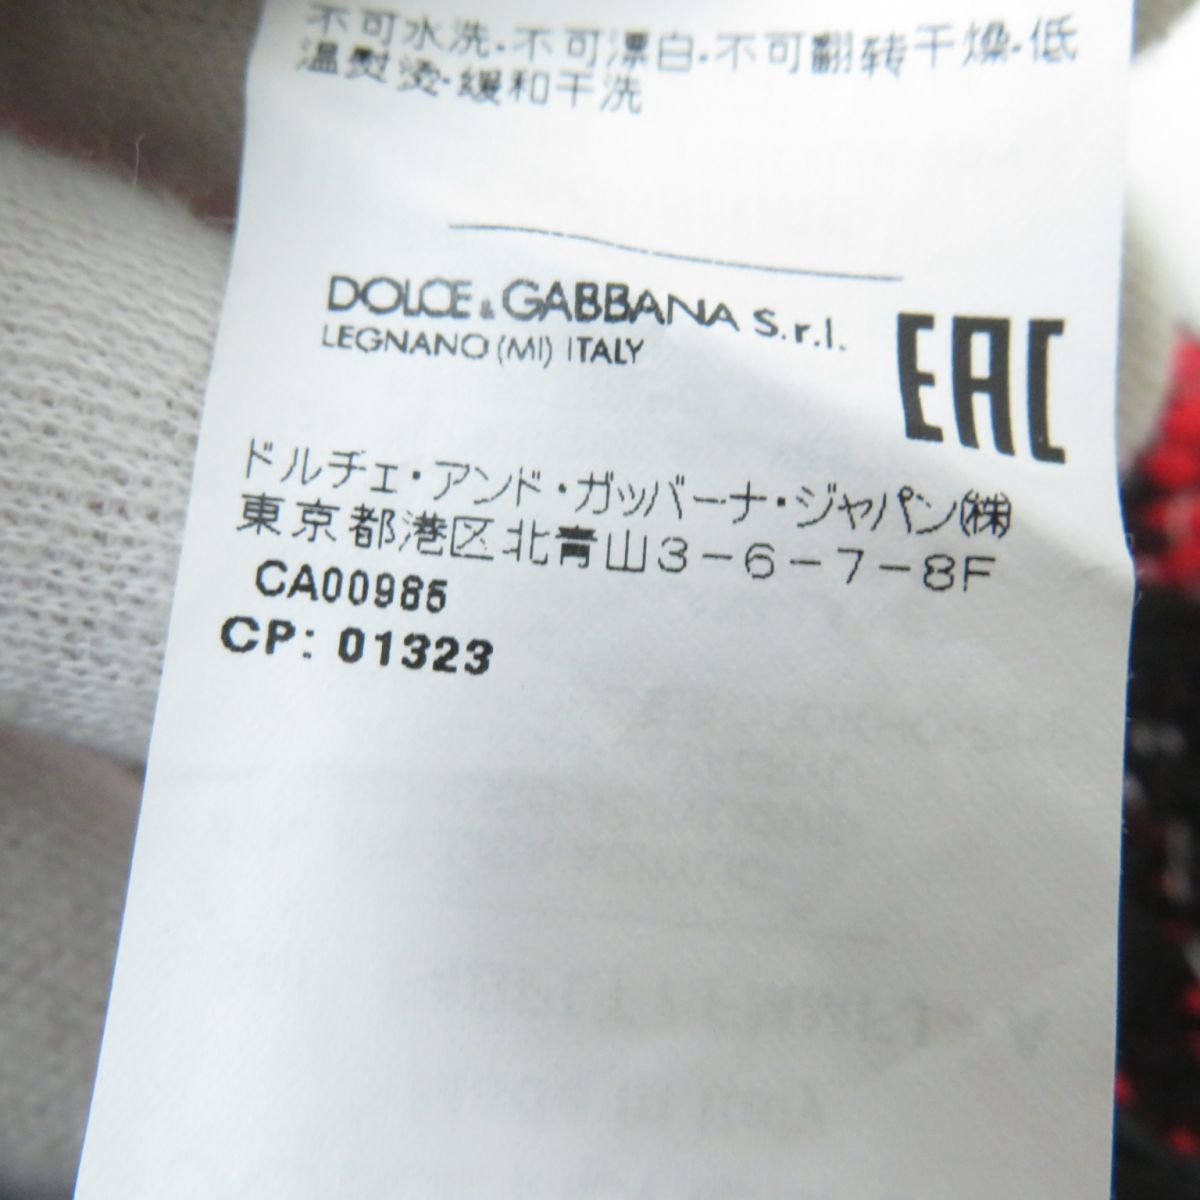 不可水洗·不可漂白·不可翻转干燥·低
温熨烫·缓和干洗
DOLCE & GABBANA S.r.l.
LEGNANO (MI) ITALY
EAC
ドルチェ・アンド・ガッバーナ・ジャパン㈱
東京都港区北青山3-6-7-8F
CA00985
CP: 01323